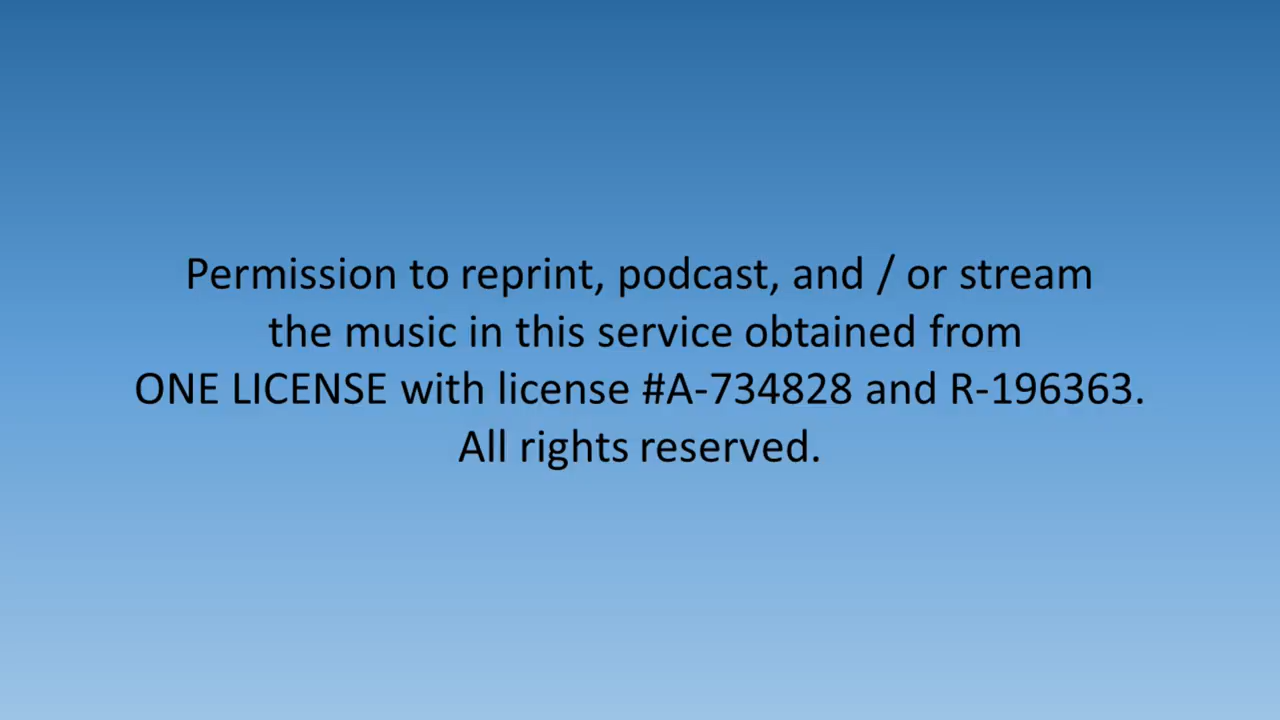 Permission to reprint, podcast, and / or stream
the music in this service obtained from
ONE LICENSE with license #A-734828 and R-196363.
All rights reserved.